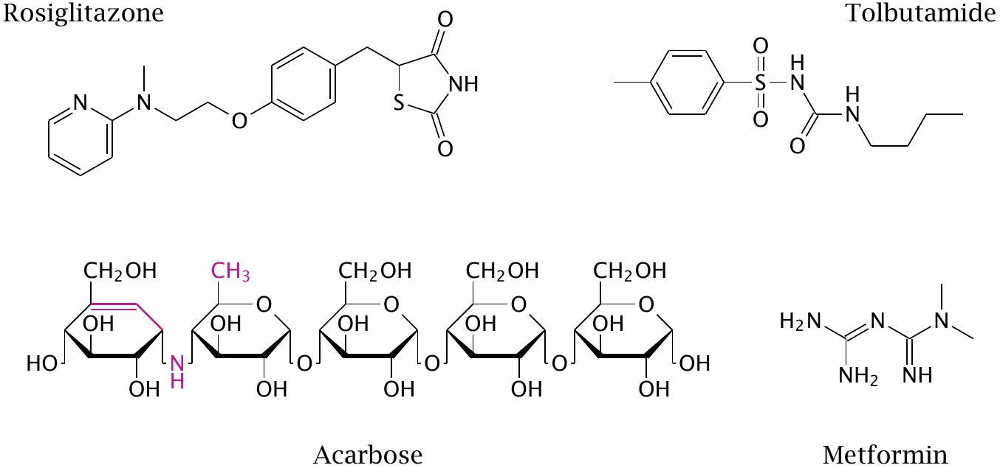 Rosiglitazone
Tolbutamide
O
N
N
O
S
NH
O
O
S
O
H
N
O
H
N
CH₂OH
CH₃
CH₂OH
CH₂OH
CH₂OH
O
O
O
O
OH
OH
OH
OH
OH
HO
N
H
O
O
O
OH
OH
OH
OH
OH
OH
H₂N
N
N
NH₂
NH
Acarbose
Metformin